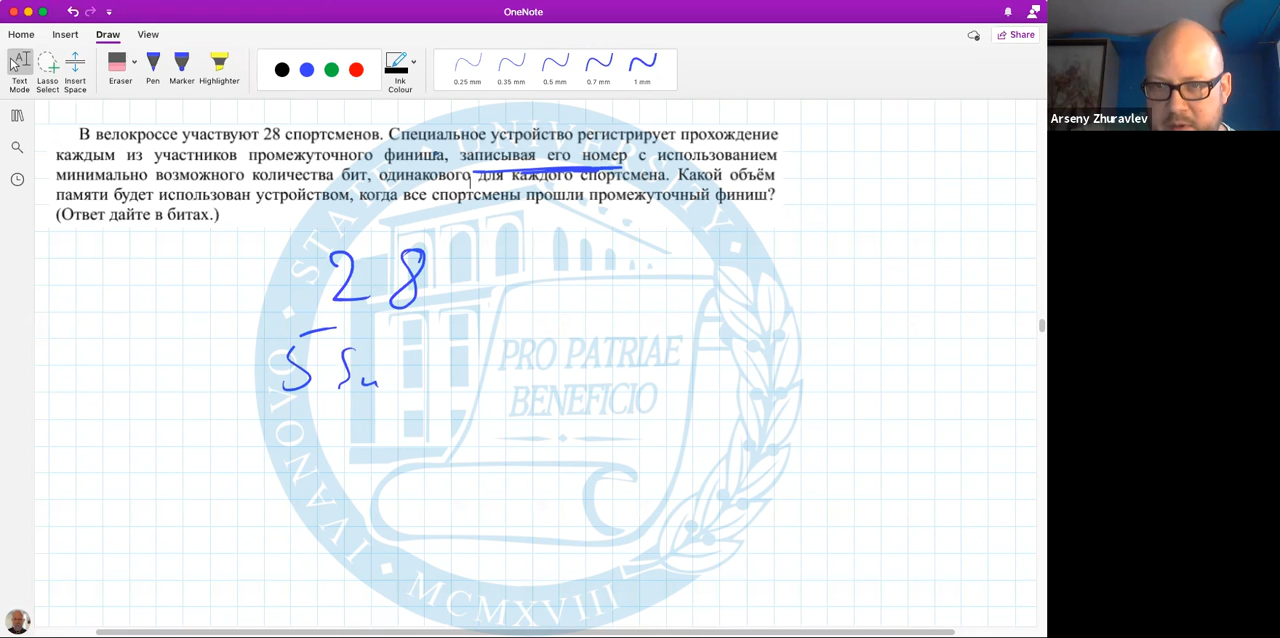 OneNote
Home Insert Draw View
Share
Text Mode
Lasso Select
Insert Space
Eraser
Pen
Marker
Highlighter
Ink Colour
0.25 mm
0.35 mm
0.5 mm
0.7 mm
1 mm
Arseny Zhuravlev
В велокроссе участвуют 28 спортсменов. Специальное устройство регистрирует прохождение
каждым из участников промежуточного финиша, записывая его номер с использованием
минимально возможного количества бит, одинакового для каждого спортсмена. Какой объём
памяти будет использован устройством, когда все спортсмены прошли промежуточный финиш?
(Ответ дайте в битах.)
28
5
STATE UNIVERSITY
IVANOVO
PRO PATRIAE
BENEFICIO
MCMXVIII